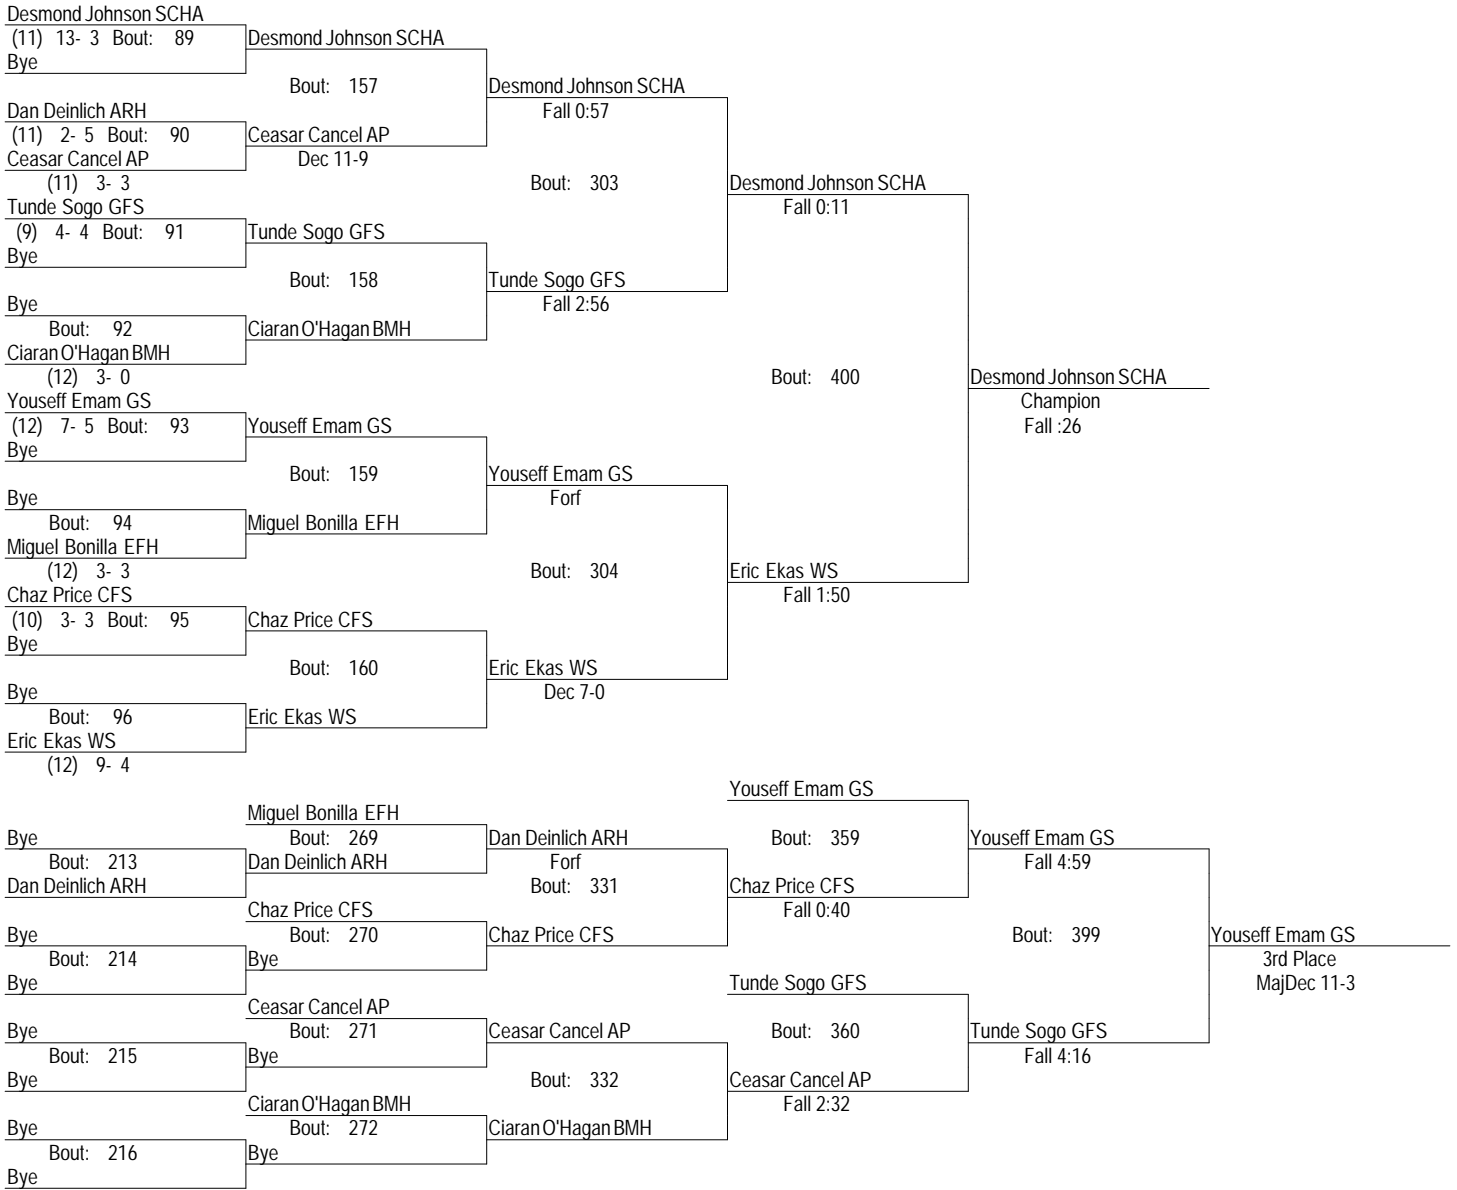 Desmond Johnson SCHA
(11) 13- 3 Bout: 89 Desmond Johnson SCHA
Bye
Bout: 157 Desmond Johnson SCHA
Dan Deinlich ARH Fall 0:57
(11) 2- 5 Bout: 90 Ceasar Cancel AP
Ceasar Cancel AP Dec 11-9
(11) 3- 3 Bout: 303 Desmond Johnson SCHA
Tunde Sogo GFS Fall 0:11
(9) 4- 4 Bout: 91 Tunde Sogo GFS
Bye
Bout: 158 Tunde Sogo GFS
Bye Fall 2:56
Bout: 92 Ciaran O'Hagan BMH
Ciaran O'Hagan BMH
(12) 3- 0 Bout: 400 Desmond Johnson SCHA
Youseff Emam GS Champion
(12) 7- 5 Bout: 93 Youseff Emam GS Fall :26
Bye
Bout: 159 Youseff Emam GS
Bye Forf
Bout: 94 Miguel Bonilla EFH
Miguel Bonilla EFH
(12) 3- 3 Bout: 304 Eric Ekas WS
Chaz Price CFS Fall 1:50
(10) 3- 3 Bout: 95 Chaz Price CFS
Bye
Bout: 160 Eric Ekas WS
Bye Dec 7-0
Bout: 96 Eric Ekas WS
Eric Ekas WS
(12) 9- 4
Youseff Emam GS
Miguel Bonilla EFH
Bye Bout: 269 Dan Deinlich ARH Bout: 359 Youseff Emam GS
Bout: 213 Dan Deinlich ARH Forf Fall 4:59
Dan Deinlich ARH Bout: 331 Chaz Price CFS
Chaz Price CFS Fall 0:40
Bye Bout: 270 Chaz Price CFS Bout: 399 Youseff Emam GS
Bout: 214 Bye 3rd Place
Bye Tunde Sogo GFS MajDec 11-3
Ceasar Cancel AP
Bye Bout: 271 Ceasar Cancel AP Bout: 360 Tunde Sogo GFS
Bout: 215 Bye Fall 4:16
Bye Bout: 332 Ceasar Cancel AP
Ciaran O'Hagan BMH Fall 2:32
Bye Bout: 272 Ciaran O'Hagan BMH
Bout: 216 Bye
Bye